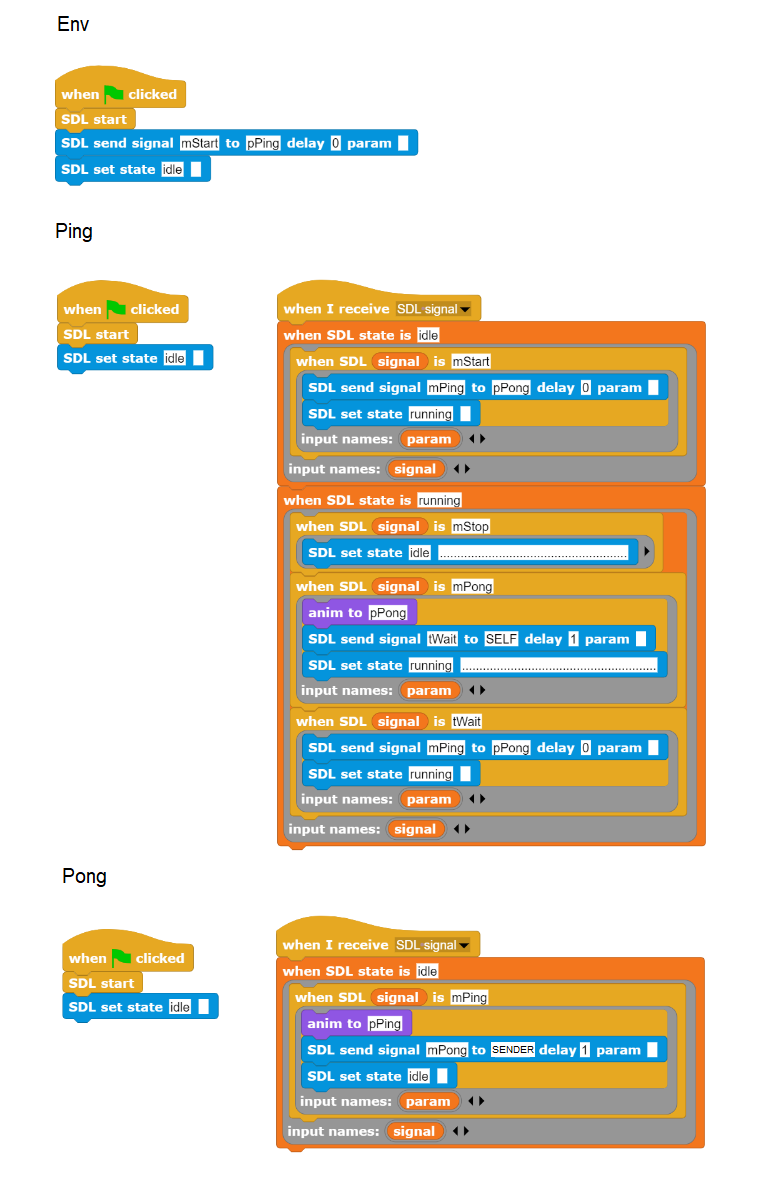 Env
when clicked
SDL start
SDL send signal mStart to pPing delay 0 param
SDL set state idle
Ping
when clicked
SDL start
SDL set state idle
when I receive SDL signal
when SDL state is idle
when SDL signal is mStart
SDL send signal mPing to pPong delay 0 param
SDL set state running
input names: param
input names: signal
when SDL state is running
when SDL signal is mStop
SDL set state idle ......................................................
when SDL signal is mPong
anim to pPong
SDL send signal tWait to SELF delay 1 param
SDL set state running ........................................................
input names: param
when SDL signal is tWait
SDL send signal mPing to pPong delay 0 param
SDL set state running
input names: param
input names: signal
Pong
when clicked
SDL start
SDL set state idle
when I receive SDL signal
when SDL state is idle
when SDL signal is mPing
anim to pPing
SDL send signal mPong to SENDER delay 1 param
SDL set state idle
input names: param
input names: signal